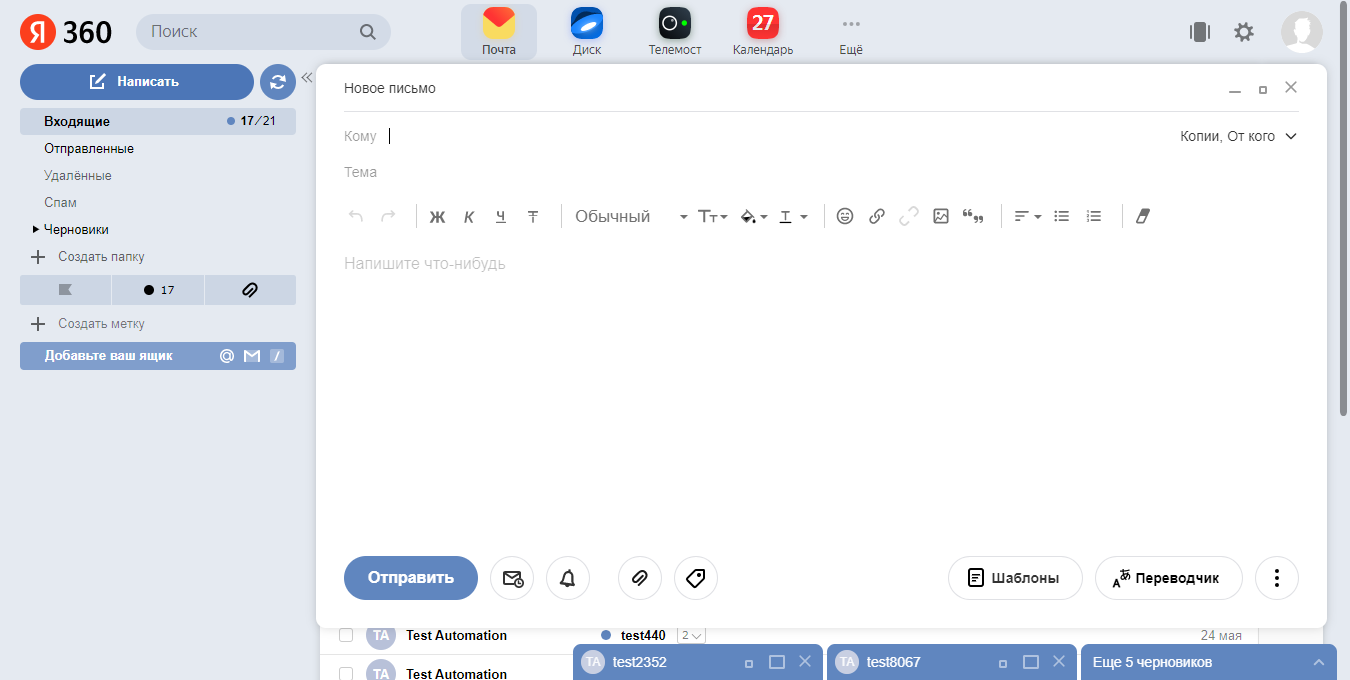 Я 360
Поиск
Почта
Диск
Телемост
27
Календарь
Ещё
Написать
Входящие 17/21
Отправленные
Удалённые
Спам
Черновики
Создать папку
17
Создать метку
Добавьте ваш ящик
Новое письмо
Кому
Копии, От кого
Тема
Ж К Ч Т Обычный Тт Т
Напишите что-нибудь
Отправить
Шаблоны
Переводчик
TA Test Automation test440 2 24 мая
TA Test Automation
TA test2352
TA test8067
Еще 5 черновиков